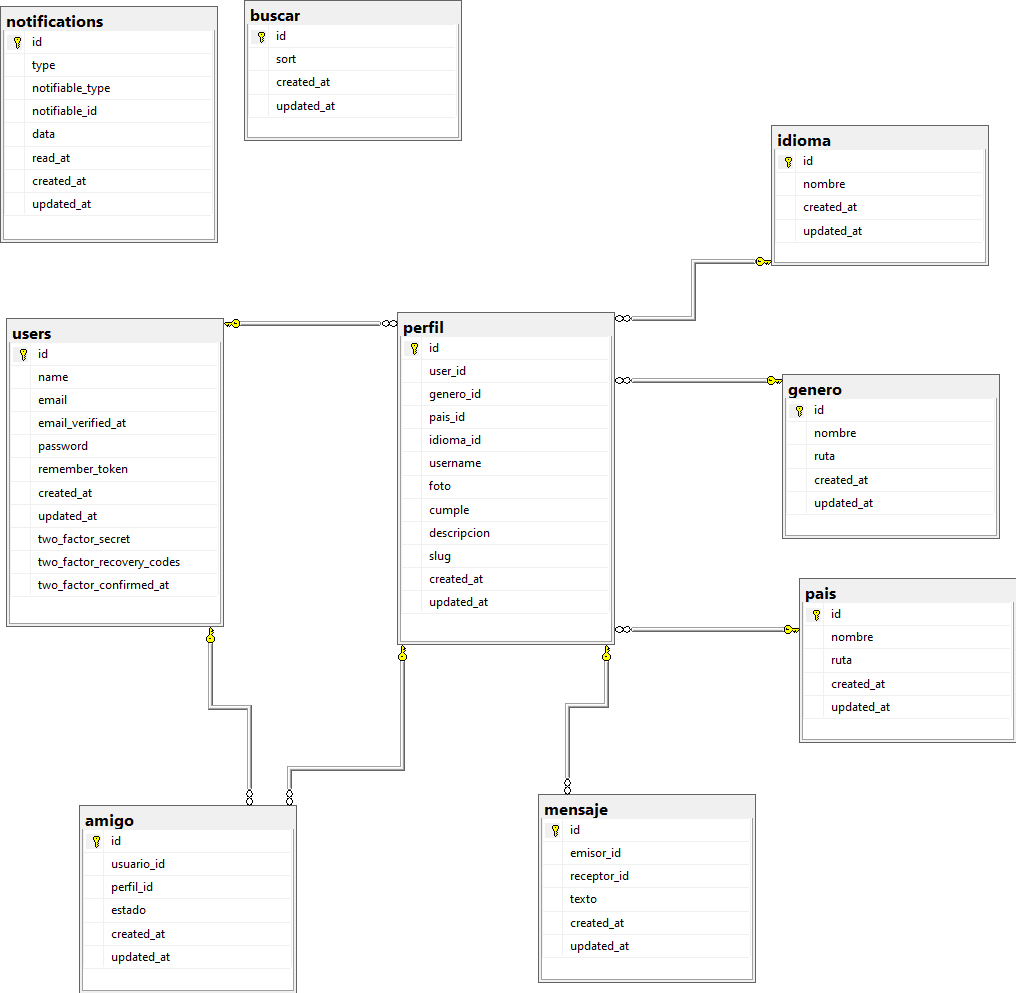 notifications
id
type
notifiable_type
notifiable_id
data
read_at
created_at
updated_at
buscar
id
sort
created_at
updated_at
idioma
id
nombre
created_at
updated_at
users
id
name
email
email_verified_at
password
remember_token
created_at
updated_at
two_factor_secret
two_factor_recovery_codes
two_factor_confirmed_at
perfil
id
user_id
genero_id
pais_id
idioma_id
username
foto
cumple
descripcion
slug
created_at
updated_at
genero
id
nombre
ruta
created_at
updated_at
pais
id
nombre
ruta
created_at
updated_at
amigo
id
usuario_id
perfil_id
estado
created_at
updated_at
mensaje
id
emisor_id
receptor_id
texto
created_at
updated_at